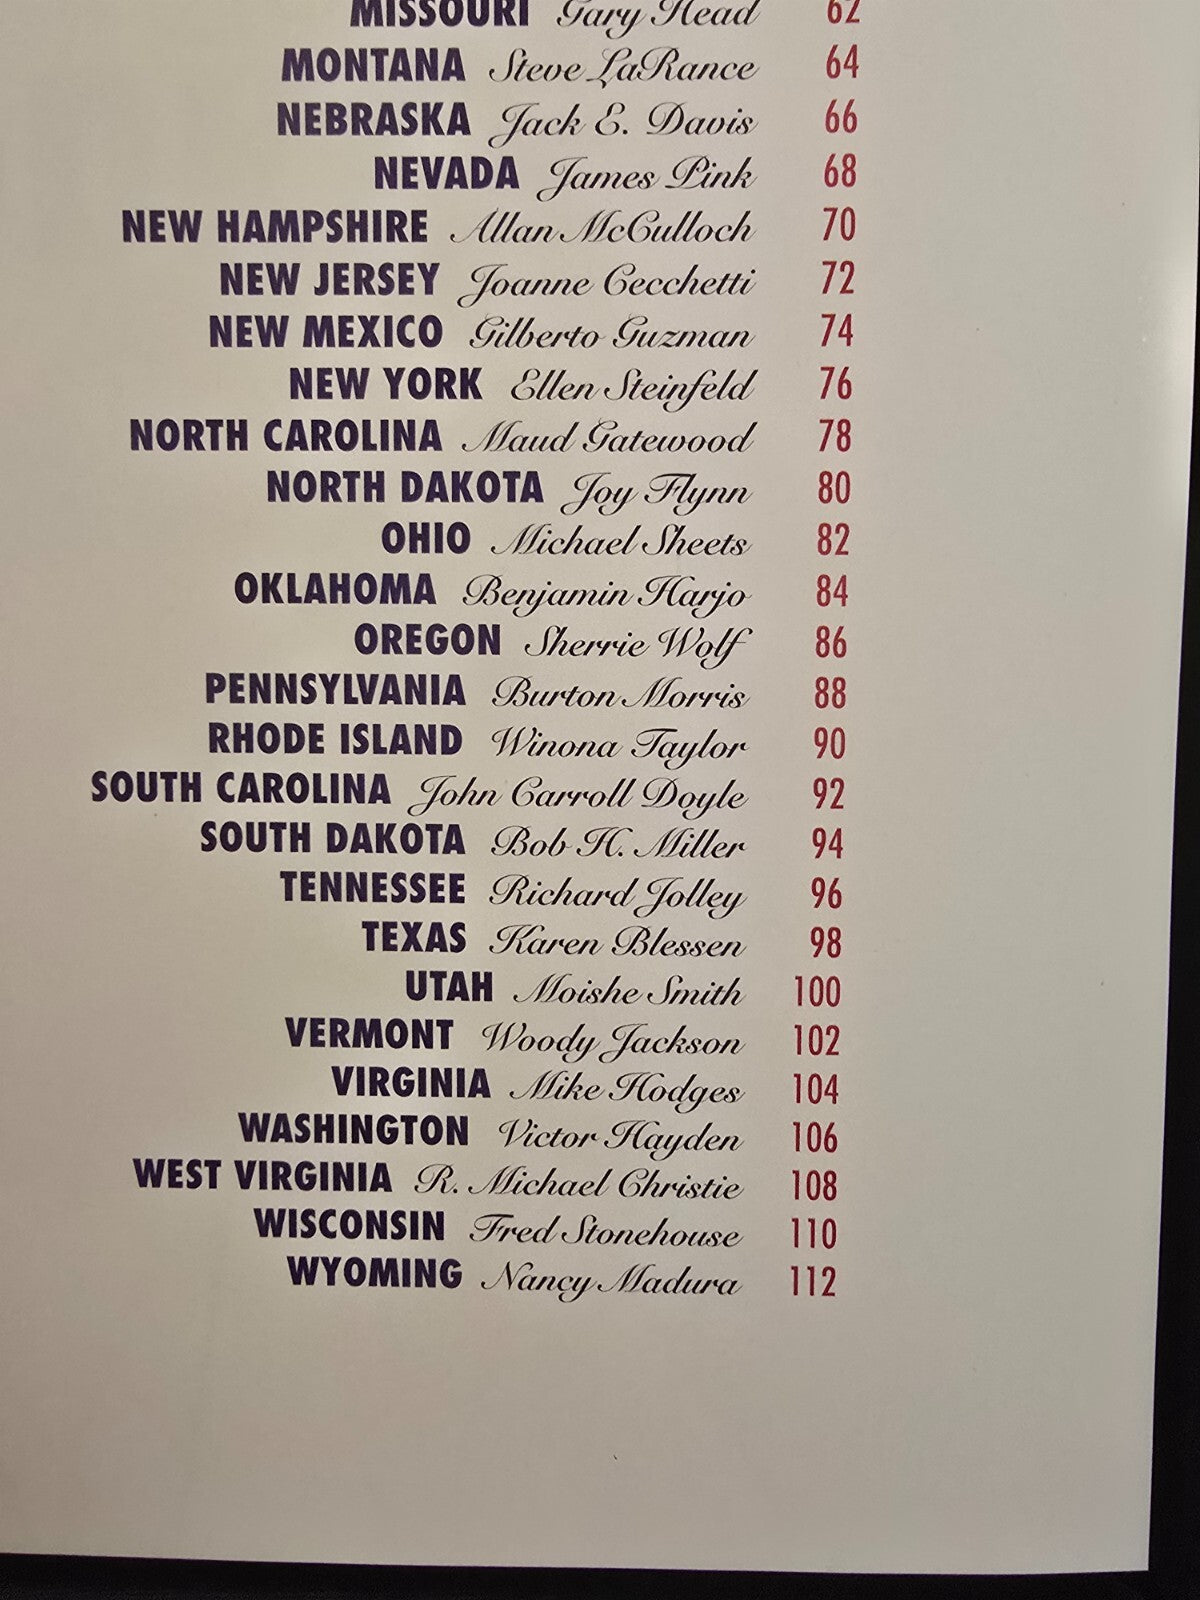 MISSOURI Gary Head 62
MONTANA Steve LaRance 64
NEBRASKA Jack E. Davis 66
NEVADA James Pink 68
NEW HAMPSHIRE Allan McCulloch 70
NEW JERSEY Joanne Cecchetti 72
NEW MEXICO Gilberto Guzman 74
NEW YORK Ellen Steinfeld 76
NORTH CAROLINA Maud Gatewood 78
NORTH DAKOTA Joy Flynn 80
OHIO Michael Sheets 82
OKLAHOMA Benjamin Harjo 84
OREGON Sherrie Wolf 86
PENNSYLVANIA Burton Morris 88
RHODE ISLAND Winona Taylor 90
SOUTH CAROLINA John Carroll Doyle 92
SOUTH DAKOTA Bob H. Miller 94
TENNESSEE Richard Jolley 96
TEXAS Karen Blessen 98
UTAH Moishe Smith 100
VERMONT Woody Jackson 102
VIRGINIA Mike Hodges 104
WASHINGTON Victor Hayden 106
WEST VIRGINIA R. Michael Christie 108
WISCONSIN Fred Stonehouse 110
WYOMING Nancy Madura 112